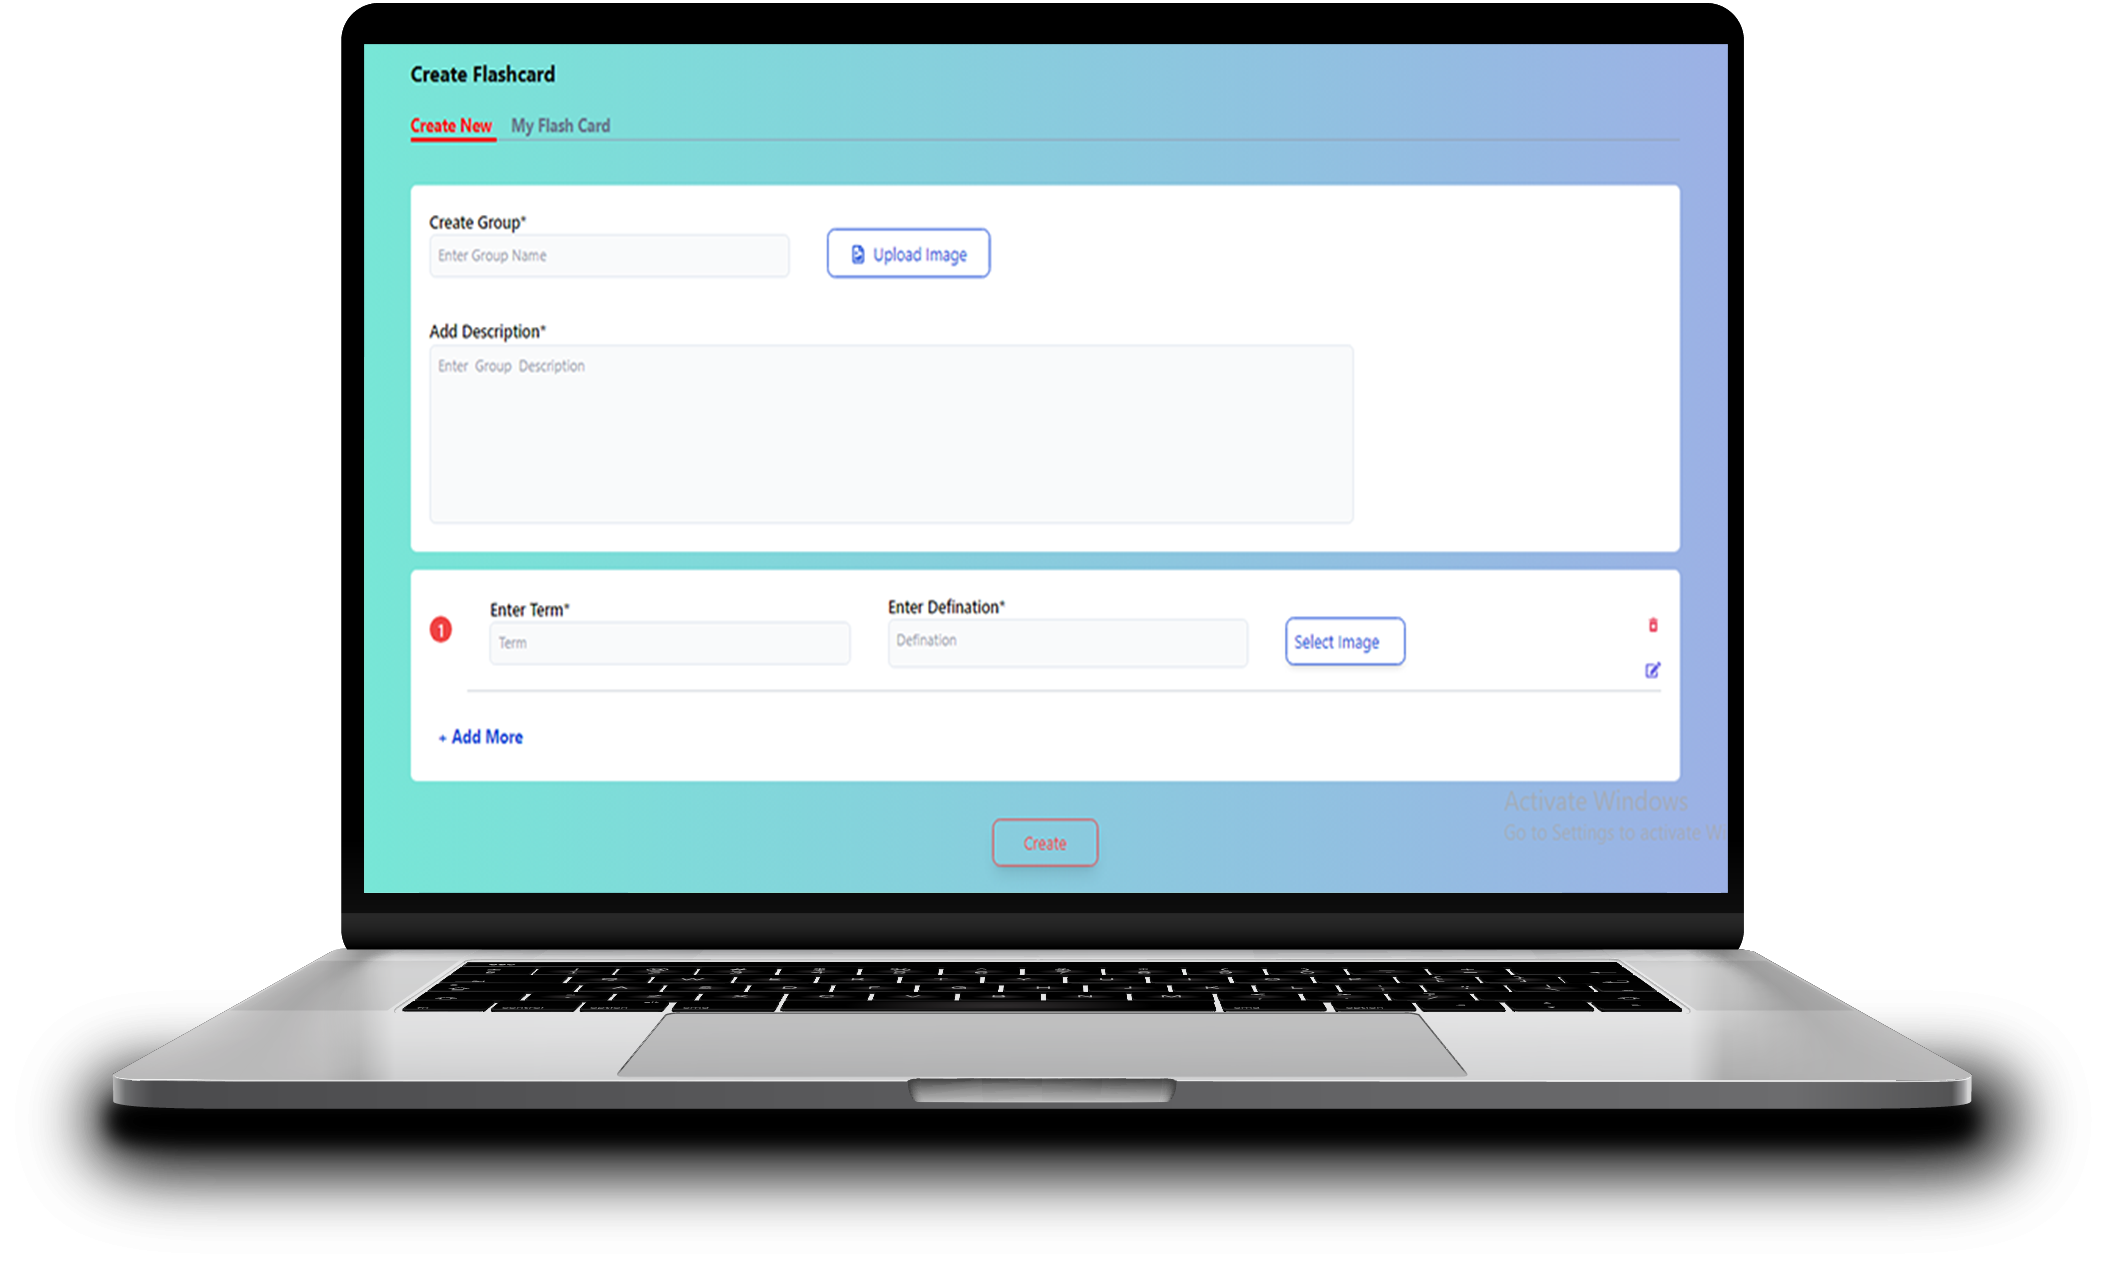 Create Flashcard
Create New My Flash Card
Create Group*
Enter Group Name
Upload Image
Add Description*
Enter Group Description
1
Enter Term*
Term
Enter Defination*
Defination
Select Image
+ Add More
Activate Windows
Go to Settings to activate
Create